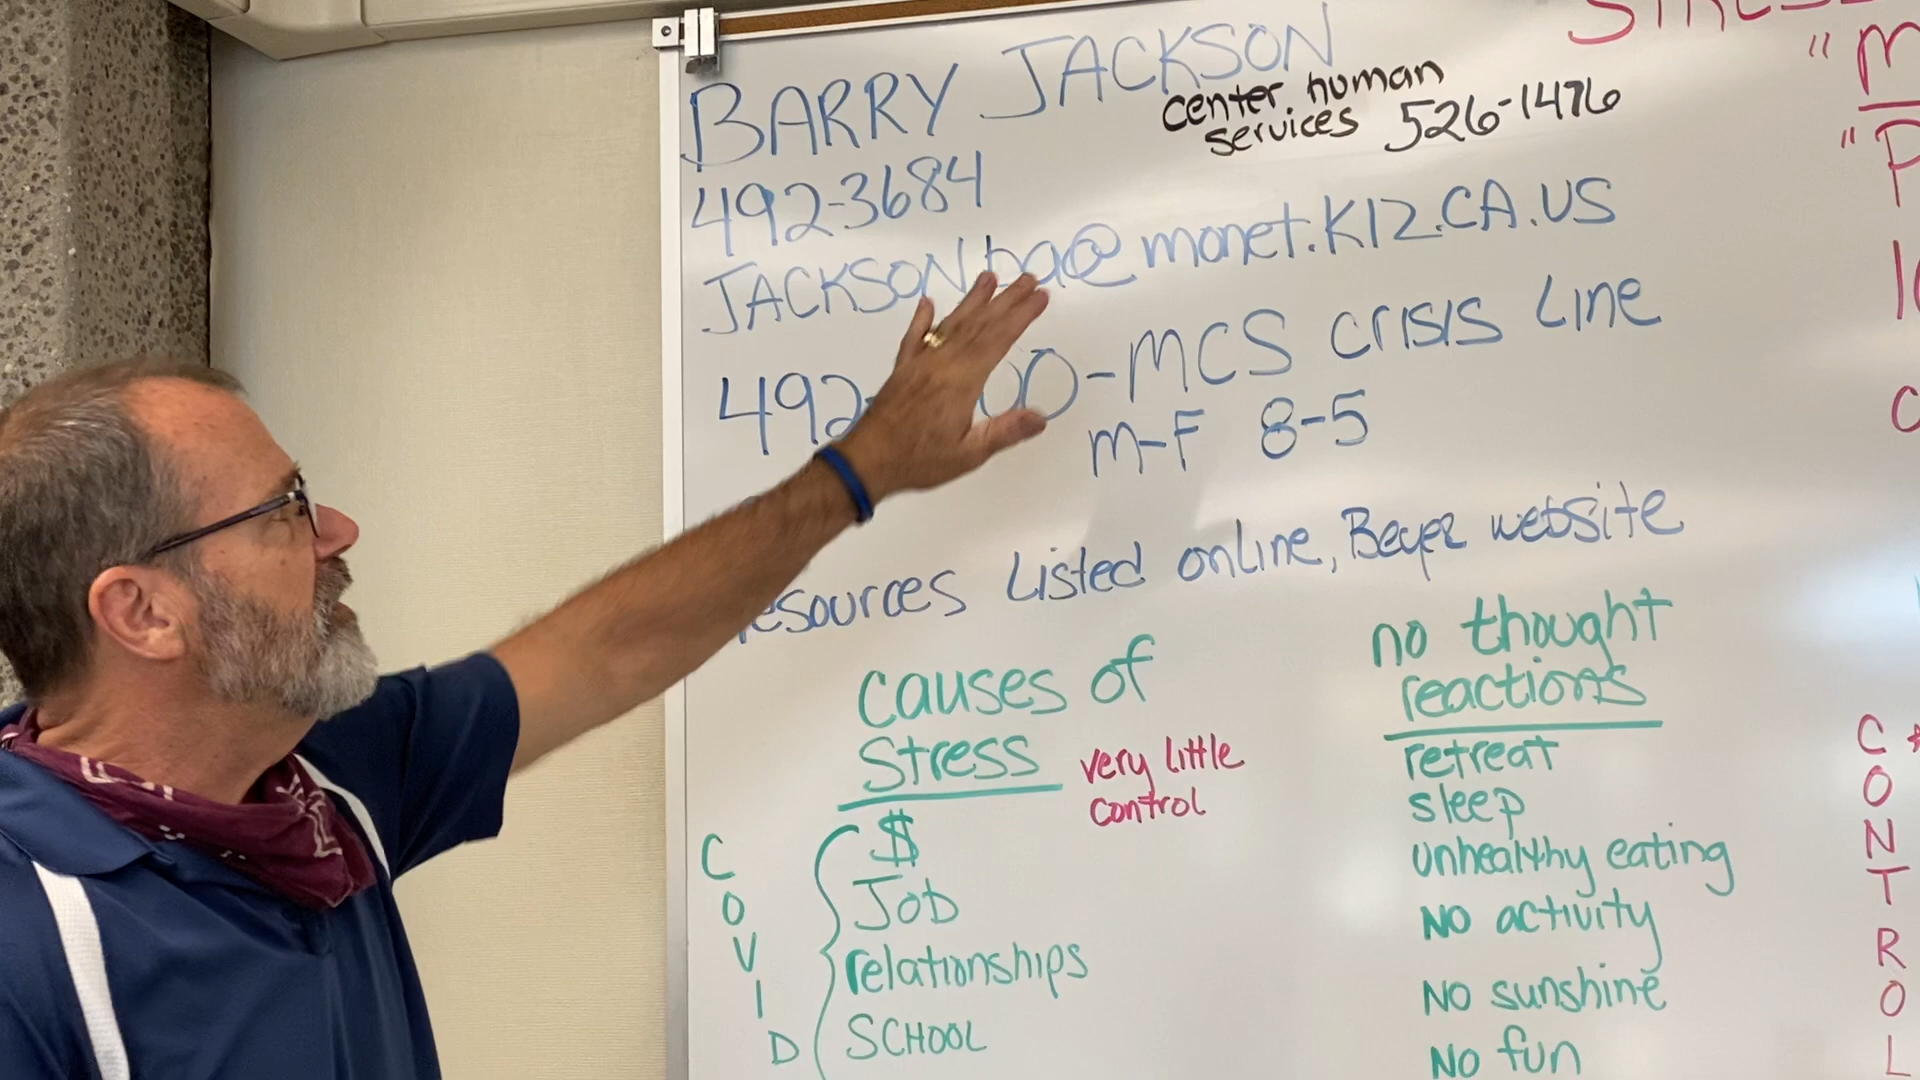 BARRY JACKSON
center. human
services 526-1476
492-3684
JACKSON.ba@monet.K12.CA.US
MCS crisis Line
M-F 8-5
resources Listed online, Beyer website
causes of
Stress
very little
control
COVID
$
JOB
relationships
SCHOOL
no thought
reactions
retreat
sleep
unhealthy eating
NO activity
NO sunshine
NO fun
CONTROL